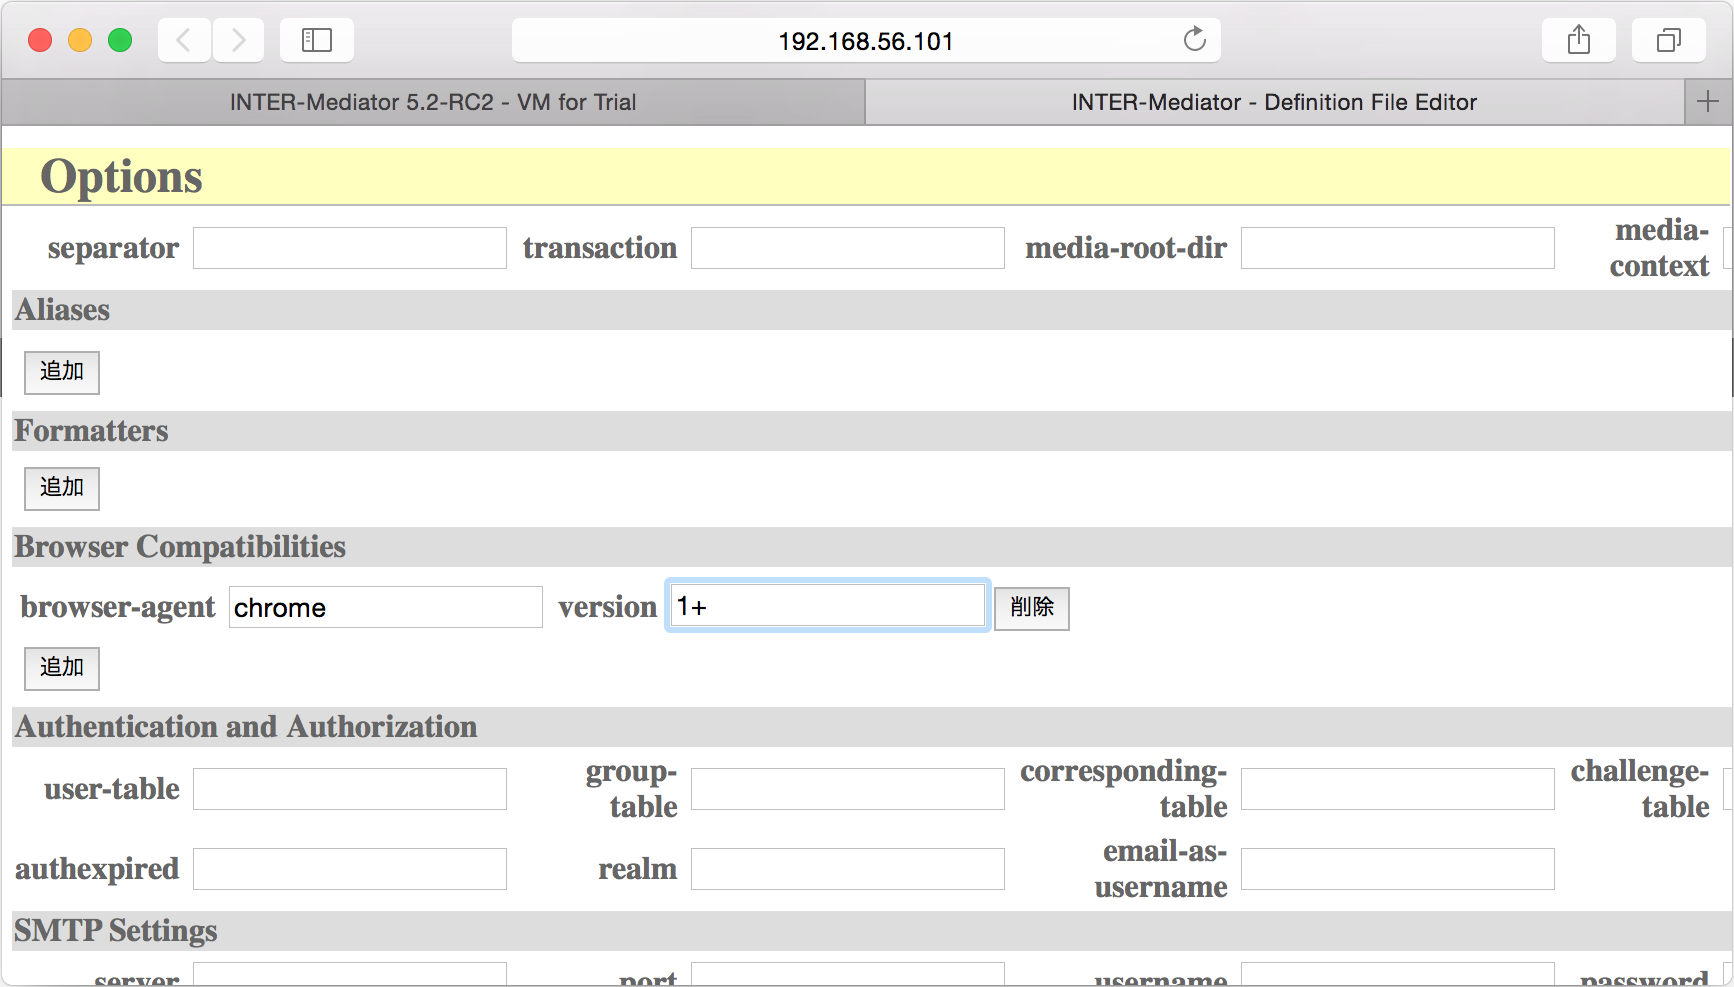 192.168.56.101
INTER-Mediator 5.2-RC2 - VM for Trial
INTER-Mediator - Definition File Editor
Options
separator
transaction
media-root-dir
media-
context
Aliases
追加
Formatters
追加
Browser Compatibilities
browser-agent
chrome
version
1+
削除
追加
Authentication and Authorization
user-table
group-
table
corresponding-
table
challenge-
table
authexpired
realm
email-as-
username
SMTP Settings
server
port
username
password